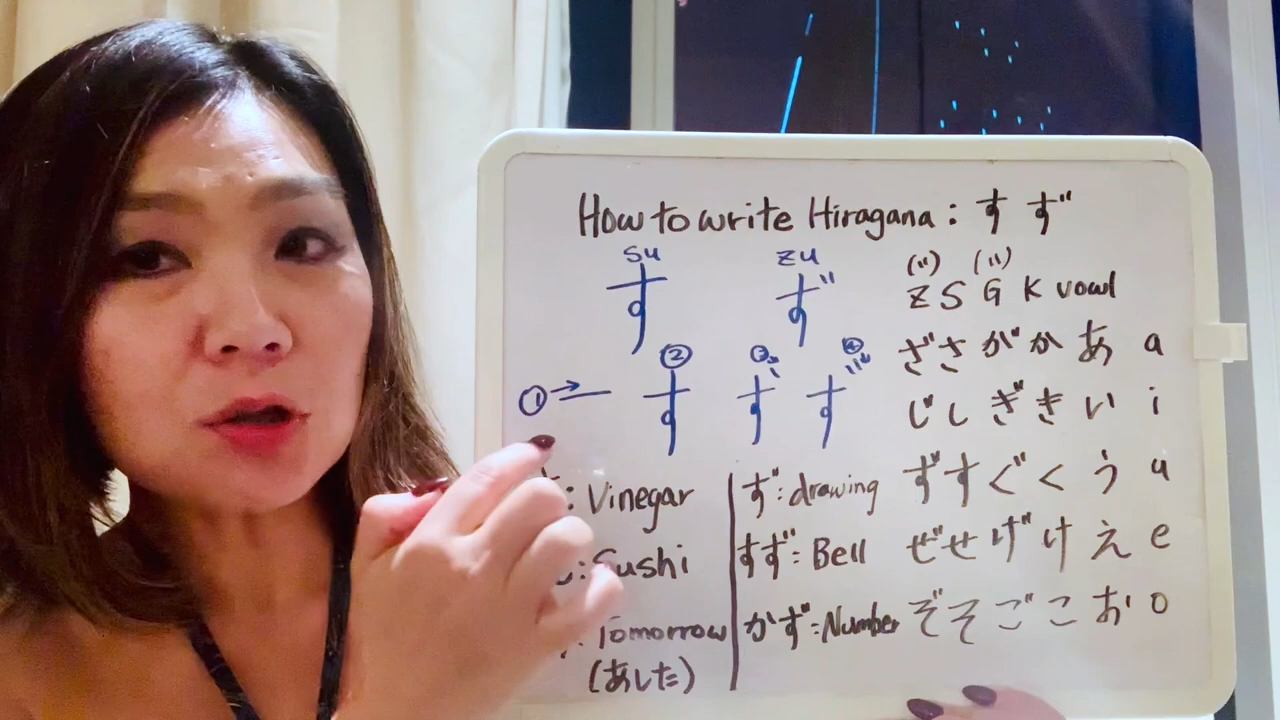 How to write Hiragana : す ず
su zu
す ず
(〃) (〃)
Z S G K vowl
① → 一 ② す ③ す ④ ず
ざ さ が か あ a
じ し ぎ き い i
ず す ぐ く う u
ぜ せ げ け え e
ぞ そ ご こ お o
: Vinegar
: Sushi
Tomorrow
(あした)
ず : drawing
すず : Bell
かず : Number